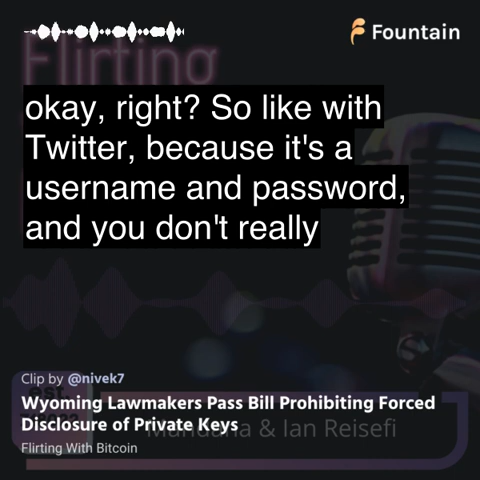 Fountain
Flirting
okay, right? So like with
Twitter, because it's a
username and password,
and you don't really
Clip by @nivek7
Wyoming Lawmakers Pass Bill Prohibiting Forced
Disclosure of Private Keys
& Ian Reisefi
Flirting With Bitcoin